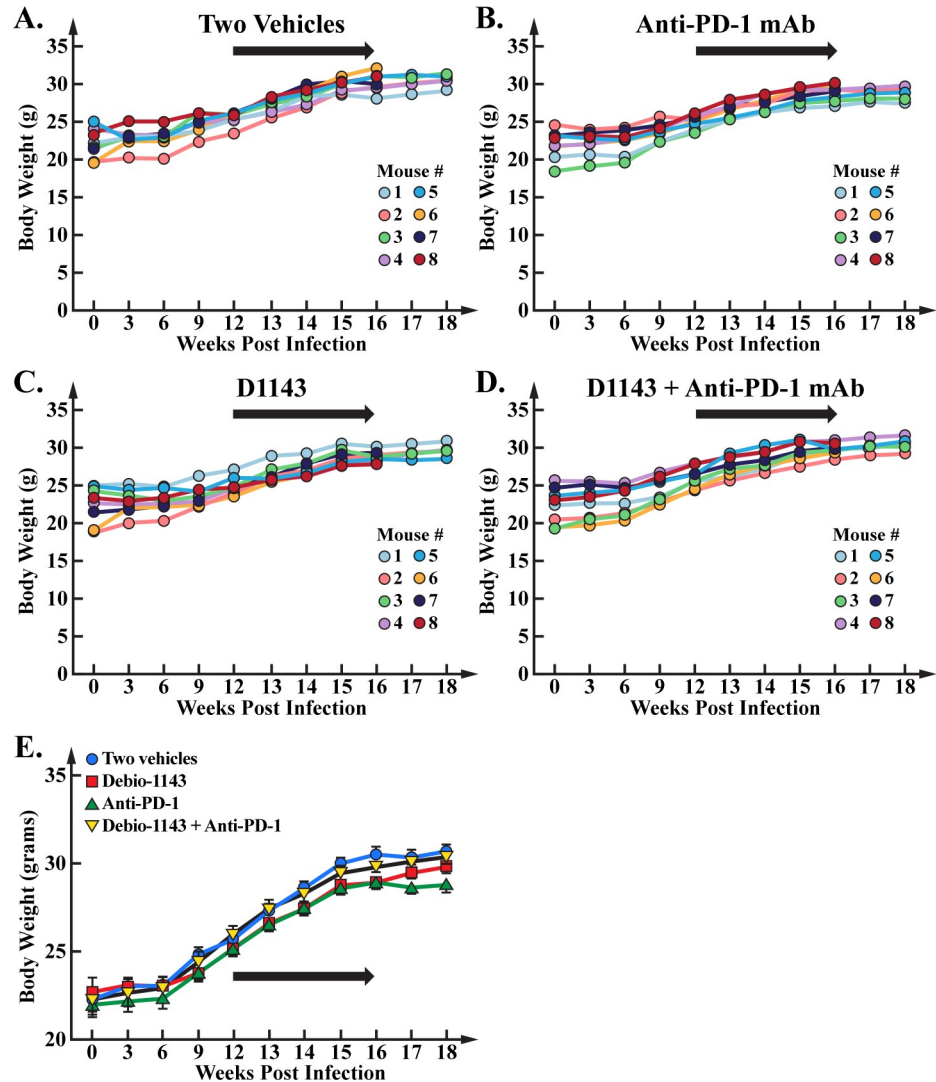 A.
Two Vehicles
35
30
25
20
15
10
5
0
Body Weight (g)
Mouse #
1 5
2 6
3 7
4 8
0 3 6 9 12 13 14 15 16 17 18
Weeks Post Infection
B.
Anti-PD-1 mAb
35
30
25
20
15
10
5
0
Body Weight (g)
Mouse #
1 5
2 6
3 7
4 8
0 3 6 9 12 13 14 15 16 17 18
Weeks Post Infection
C.
D1143
35
30
25
20
15
10
5
0
Body Weight (g)
Mouse #
1 5
2 6
3 7
4 8
0 3 6 9 12 13 14 15 16 17 18
Weeks Post Infection
D.
D1143 + Anti-PD-1 mAb
35
30
25
20
15
10
5
0
Body Weight (g)
Mouse #
1 5
2 6
3 7
4 8
0 3 6 9 12 13 14 15 16 17 18
Weeks Post Infection
E.
Two vehicles
Debio-1143
Anti-PD-1
Debio-1143 + Anti-PD-1
35
30
25
20
Body Weight (grams)
0 3 6 9 12 13 14 15 16 17 18
Weeks Post Infection